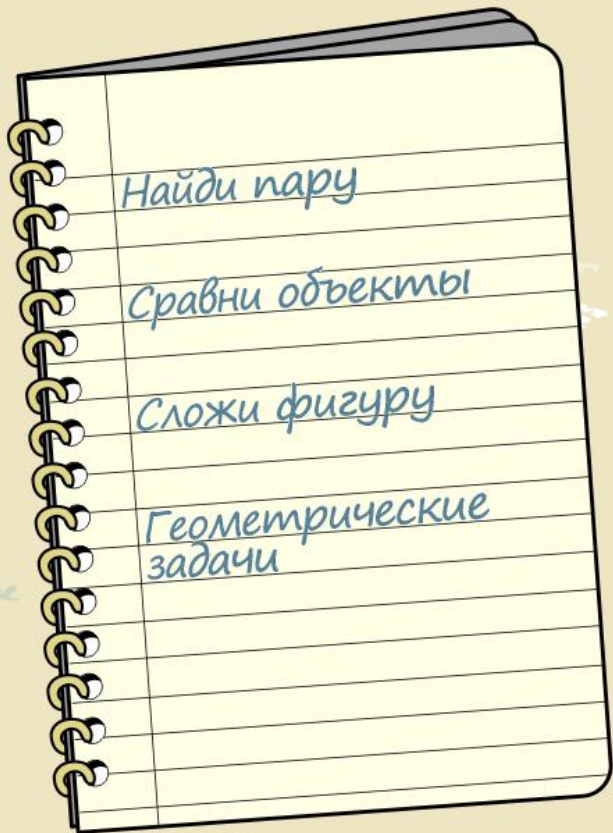 Найди пару
Сравни объекты
Сложи фигуру
Геометрические
задачи